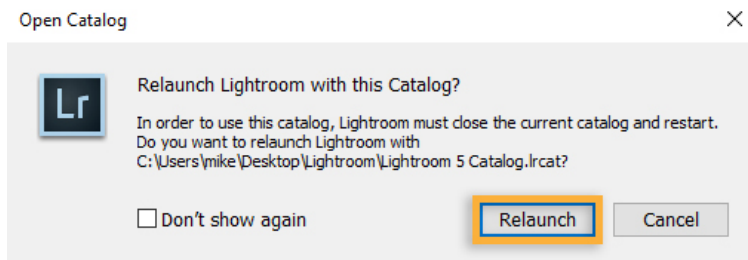 Open Catalog
Lr
Relaunch Lightroom with this Catalog?
In order to use this catalog, Lightroom must close the current catalog and restart.
Do you want to relaunch Lightroom with
C:\Users\mike\Desktop\Lightroom\Lightroom 5 Catalog.lrcat?
Don't show again
Relaunch
Cancel